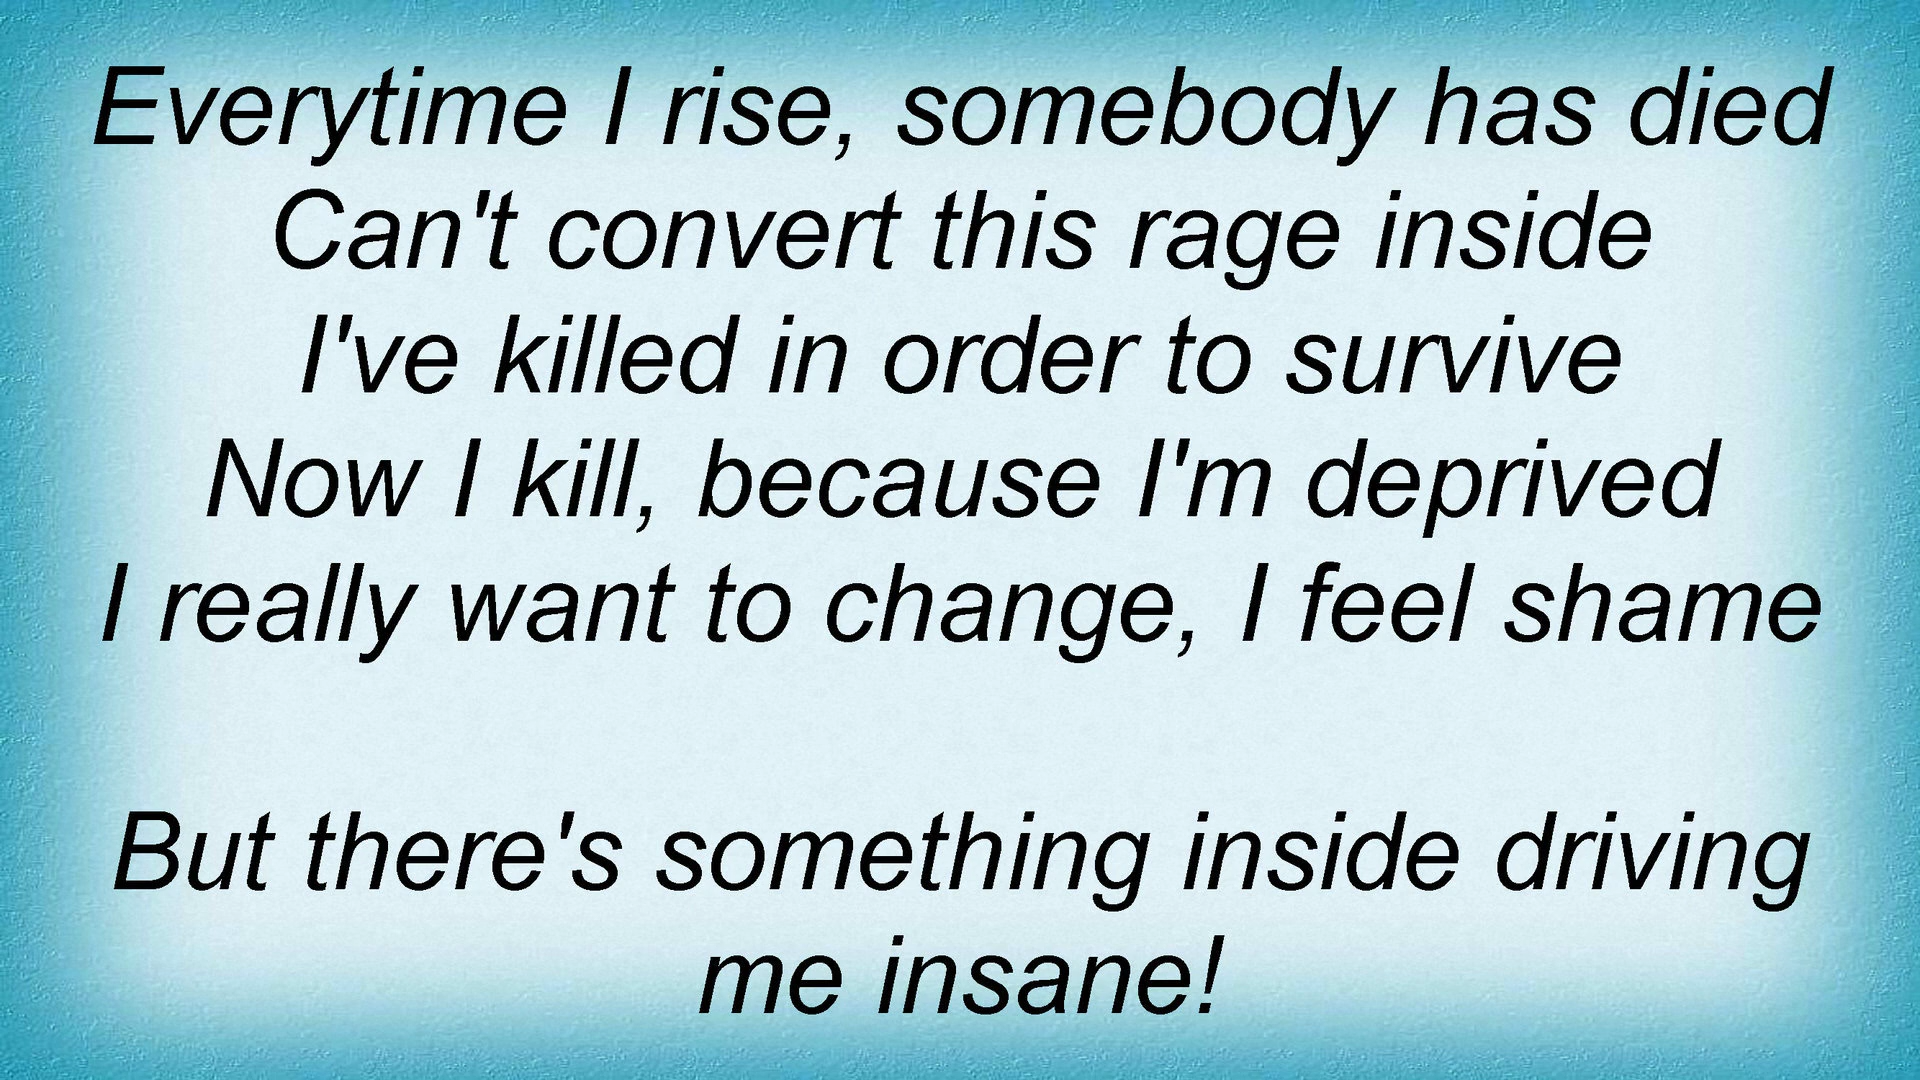 Everytime I rise, somebody has died
Can't convert this rage inside
I've killed in order to survive
Now I kill, because I'm deprived
I really want to change, I feel shame
But there's something inside driving
me insane!